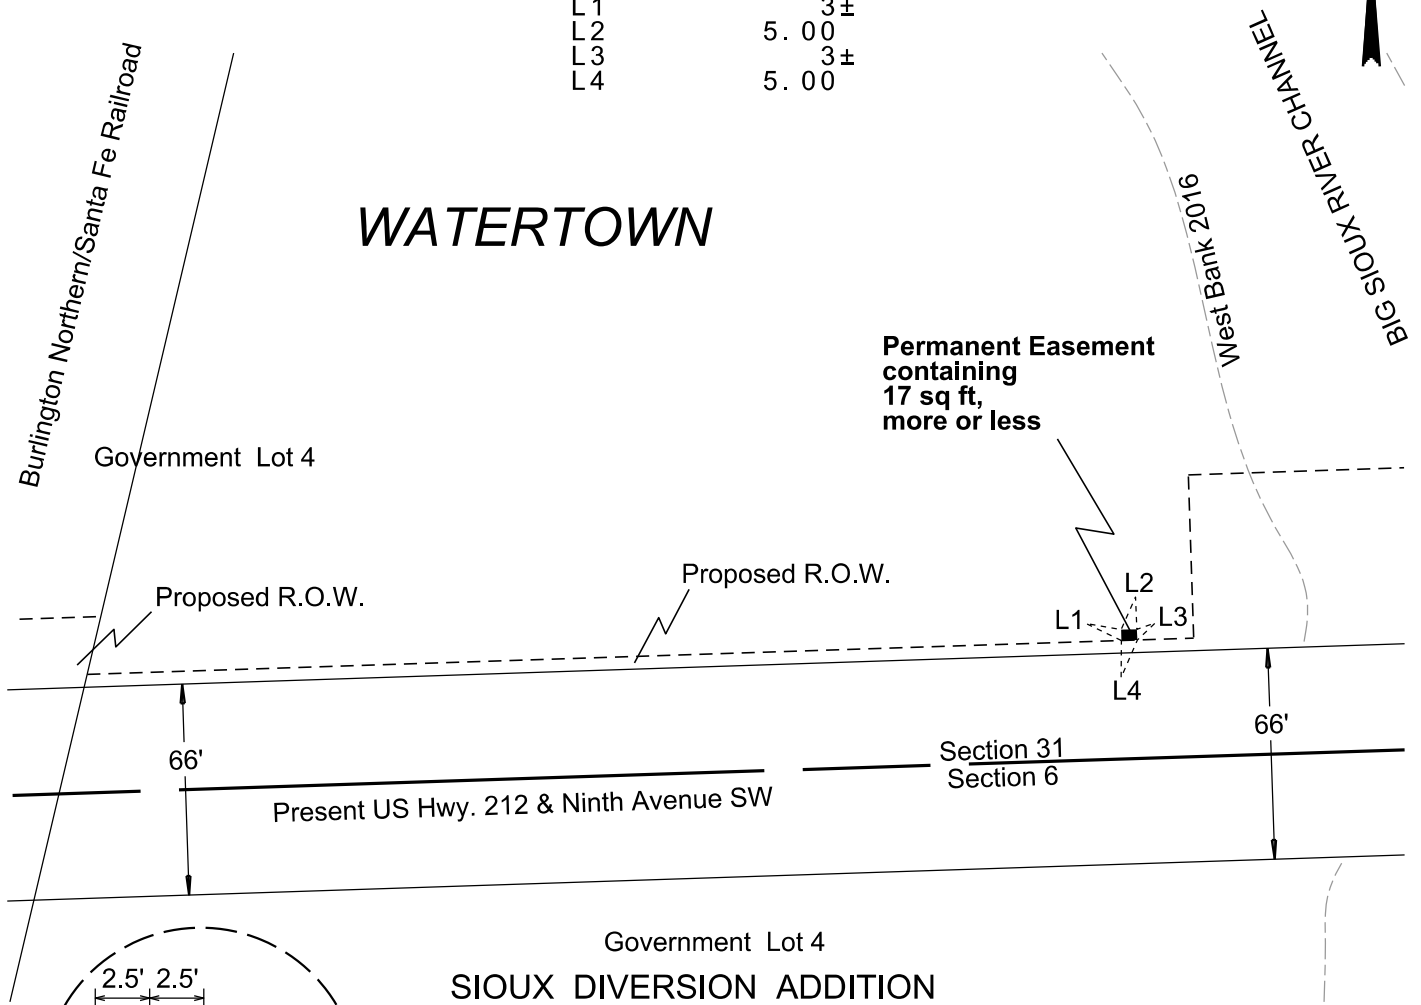 L1 3±
L2 5.00
L3 3±
L4 5.00
Burlington Northern/Santa Fe Railroad
BIG SIOUX RIVER CHANNEL
West Bank 2016
WATERTOWN
Permanent Easement
containing
17 sq ft,
more or less
Government Lot 4
Proposed R.O.W.
Proposed R.O.W.
L2
L1
L3
L4
66'
66'
Section 31
Section 6
Present US Hwy. 212 & Ninth Avenue SW
Government Lot 4
2.5' 2.5'
SIOUX DIVERSION ADDITION